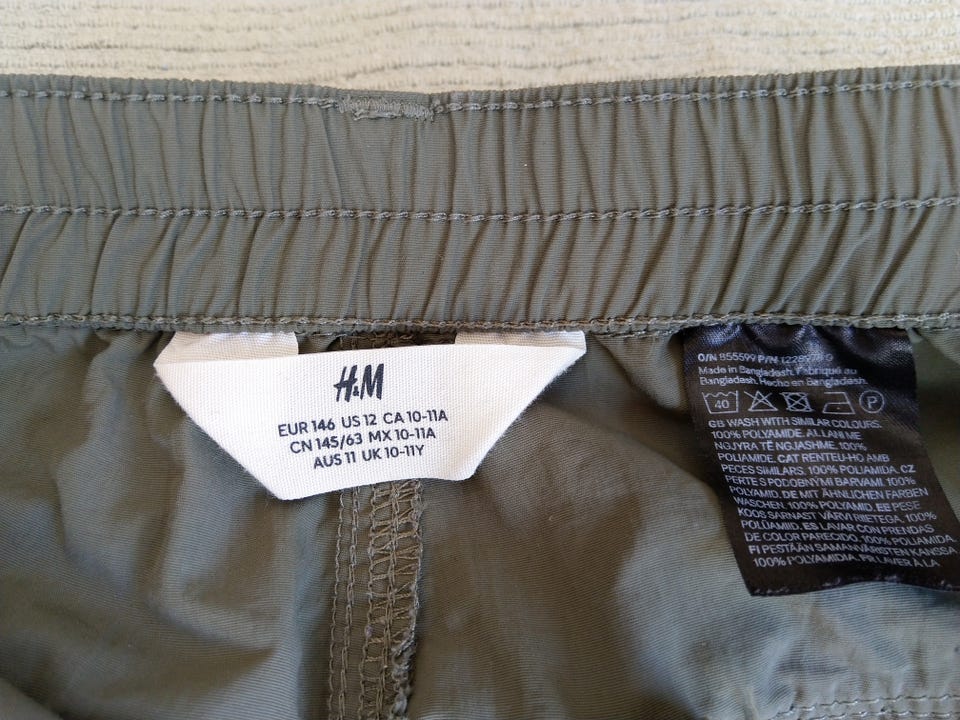 H&M
EUR 146 US 12 CA 10-11A
CN 145/63 MX 10-11A
AUS 11 UK 10-11Y
O/N 855599 P/N
Made in Bangladesh. Fabriqué au
Bangladesh. Hecho en Bangladesh.
40 P
GB WASH WITH SIMILAR COLOURS.
100% POLYAMIDE. AL LANI ME
NGJYRA TË NGJASHME. 100%
POLIAMIDE. CAT RENTEU-HO AMB
PECES SIMILARS. 100% POLIAMIDA. CZ
PERTE S PODOBNÝMI BARVAMI. 100%
POLYAMID. DE MIT ÄHNLICHEN FARBEN
WASCHEN. 100% POLYAMID. EE PESE
KOOS SARNAST VÄRVI RIIETEGA. 100%
POLÜAMIID. ES LAVAR CON PRENDAS
DE COLOR PARECIDO. 100% POLIAMIDA
FI PESTÄÄN SAMANVÄRISTEN KANSSA
100% POLYAMIDIA. FR LAVER À LA